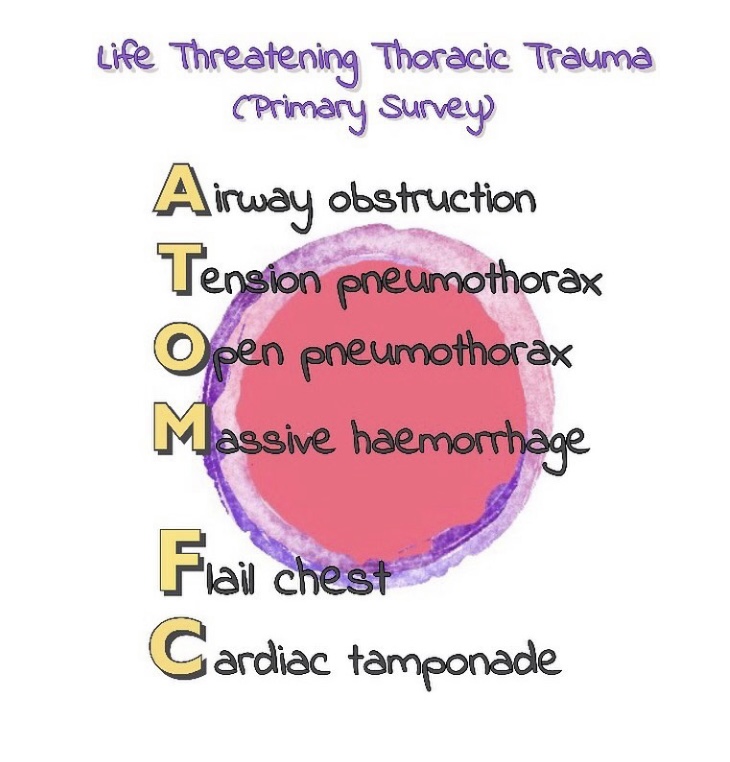 Life Threatening Thoracic Trauma
(Primary Survey)
Airway obstruction
Tension pneumothorax
Open pneumothorax
Massive haemorrhage
Flail chest
Cardiac tamponade